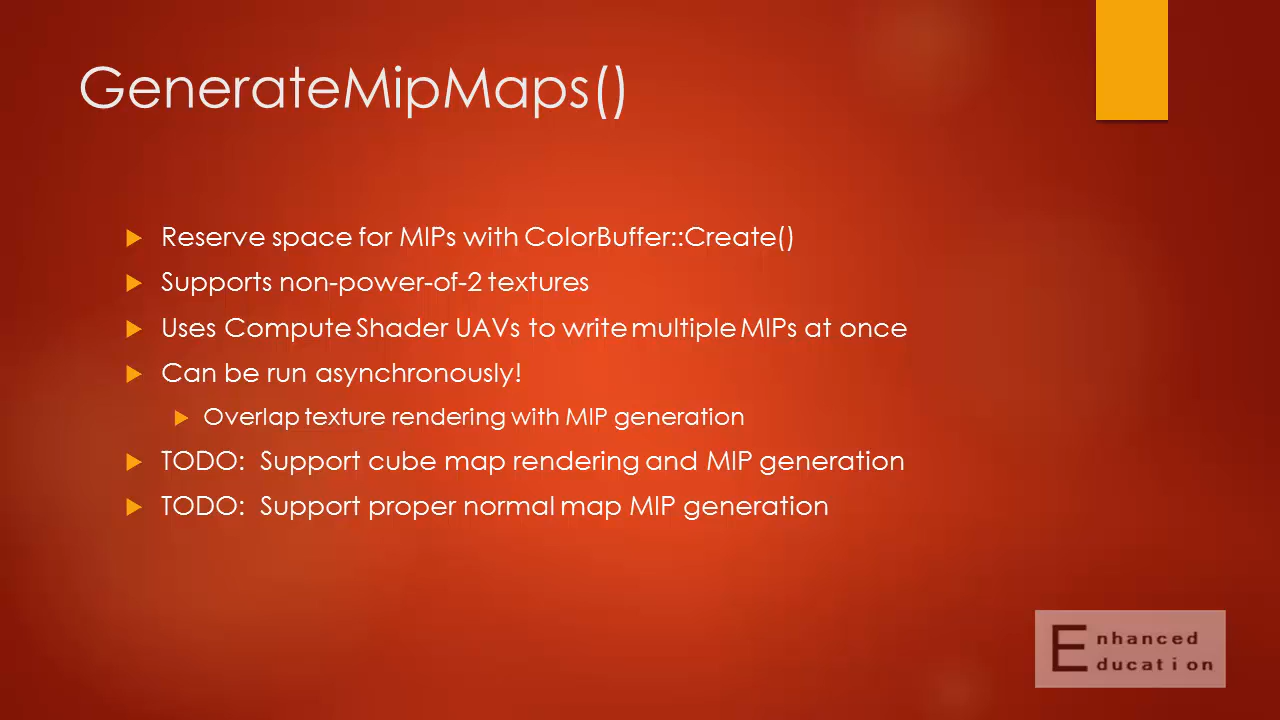 GenerateMipMaps()
Reserve space for MIPs with ColorBuffer::Create()
Supports non-power-of-2 textures
Uses Compute Shader UAVs to write multiple MIPs at once
Can be run asynchronously!
Overlap texture rendering with MIP generation
TODO:  Support cube map rendering and MIP generation
TODO:  Support proper normal map MIP generation
Enhanced
Education